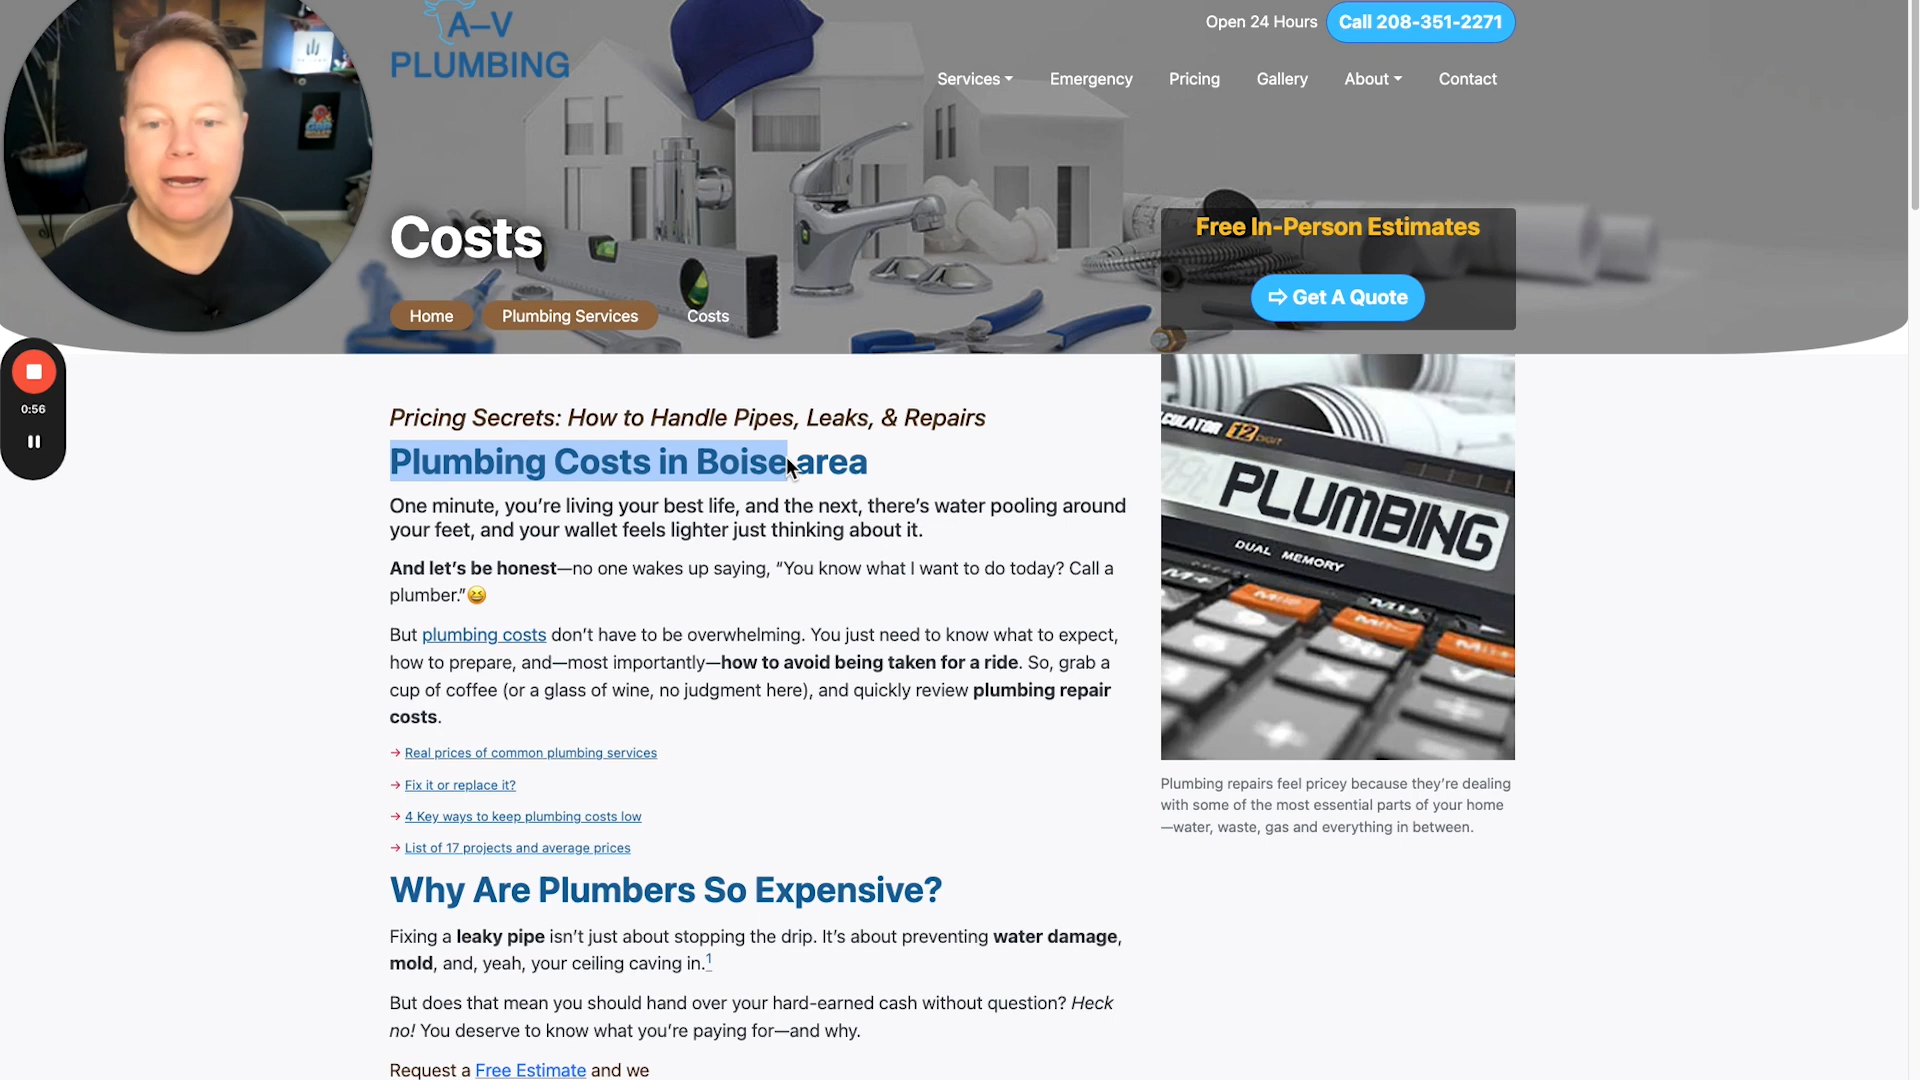 A–V
PLUMBING
Open 24 Hours
Call 208-351-2271
Services
Emergency
Pricing
Gallery
About
Contact
Costs
Free In-Person Estimates
⇨ Get A Quote
Home
Plumbing Services
Costs
0:56
Pricing Secrets: How to Handle Pipes, Leaks, & Repairs
Plumbing Costs in Boise area
One minute, you're living your best life, and the next, there's water pooling around
your feet, and your wallet feels lighter just thinking about it.
And let's be honest—no one wakes up saying, “You know what I want to do today? Call a
plumber.”😆
But plumbing costs don't have to be overwhelming. You just need to know what to expect,
how to prepare, and—most importantly—how to avoid being taken for a ride. So, grab a
cup of coffee (or a glass of wine, no judgment here), and quickly review plumbing repair
costs.
→ Real prices of common plumbing services
→ Fix it or replace it?
→ 4 Key ways to keep plumbing costs low
→ List of 17 projects and average prices
CULATOR 12 DIGIT
PLUMBING
DUAL MEMORY
M+
Plumbing repairs feel pricey because they're dealing
with some of the most essential parts of your home
—water, waste, gas and everything in between.
Why Are Plumbers So Expensive?
Fixing a leaky pipe isn't just about stopping the drip. It's about preventing water damage,
mold, and, yeah, your ceiling caving in.1
But does that mean you should hand over your hard-earned cash without question? Heck
no! You deserve to know what you're paying for—and why.
Request a Free Estimate and we